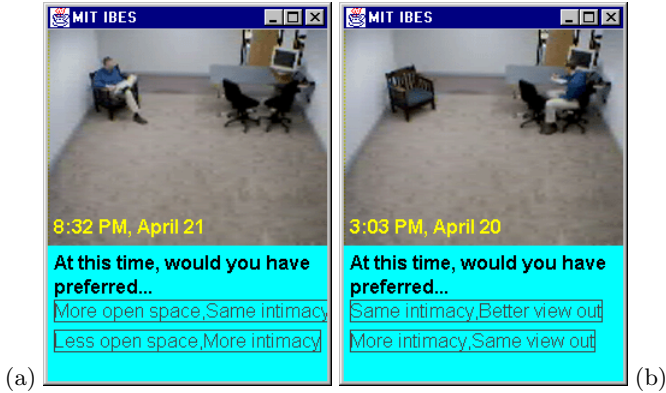 MIT IBES
8:32 PM, April 21
At this time, would you have
preferred...
More open space,Same intimacy
Less open space,More intimacy
(a)
MIT IBES
3:03 PM, April 20
At this time, would you have
preferred...
Same intimacy,Better view out
More intimacy,Same view out
(b)